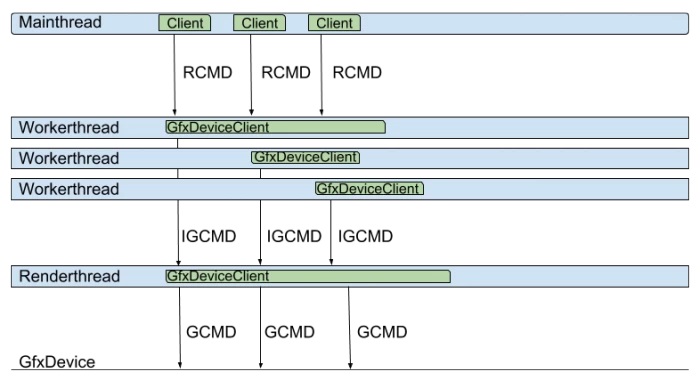 Mainthread Client Client Client
RCMD RCMD RCMD
Workerthread GfxDeviceClient
Workerthread GfxDeviceClient
Workerthread GfxDeviceClient
IGCMD IGCMD IGCMD
Renderthread GfxDeviceClient
GCMD GCMD GCMD
GfxDevice